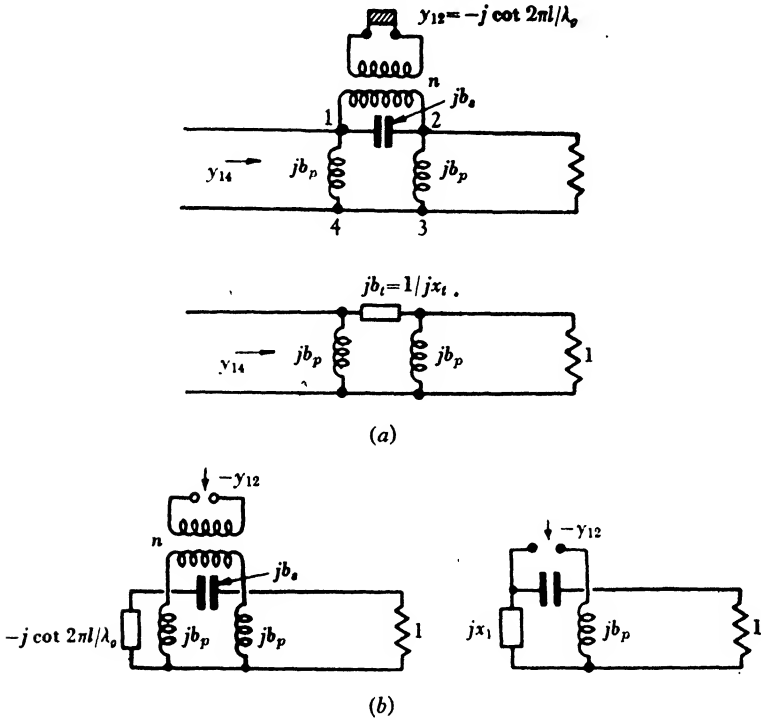 y₁₂=-j cot 2πl/λg
n
jbs
1 2
y₁₄ jbp jbp
4 3
jbt=1/jxt
y₁₄ jbp jbp 1
(a)
-y₁₂
n
jbs
-j cot 2πl/λg jbp jbp 1
-y₁₂
jx₁ jbp 1
(b)